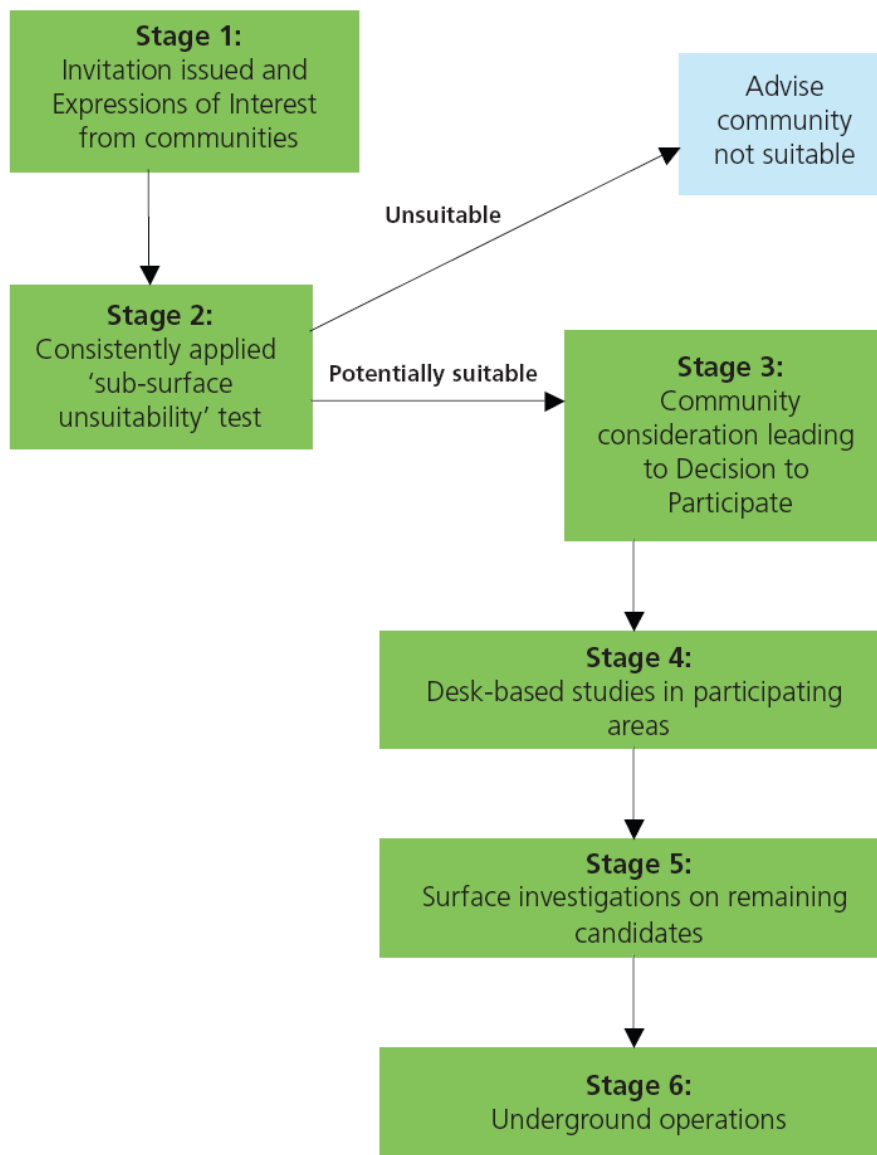 Stage 1:
Invitation issued and
Expressions of Interest
from communities
Advise
community
not suitable
Unsuitable
Stage 2:
Consistently applied
‘sub-surface
unsuitability’ test
Potentially suitable
Stage 3:
Community
consideration leading
to Decision to
Participate
Stage 4:
Desk-based studies in participating
areas
Stage 5:
Surface investigations on remaining
candidates
Stage 6:
Underground operations